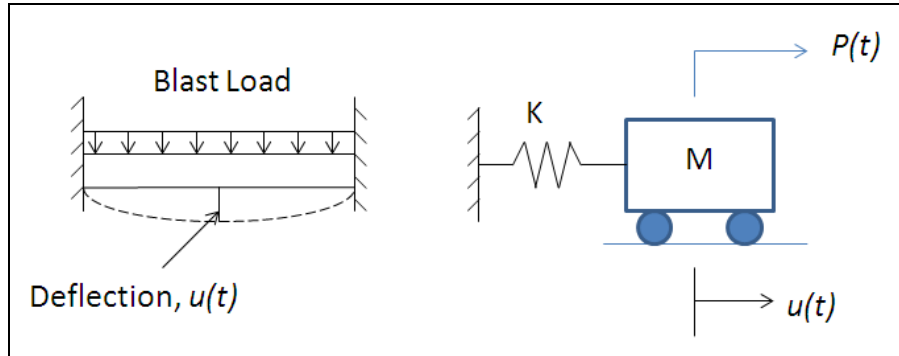 Blast Load
Deflection, u(t)
K
M
P(t)
u(t)